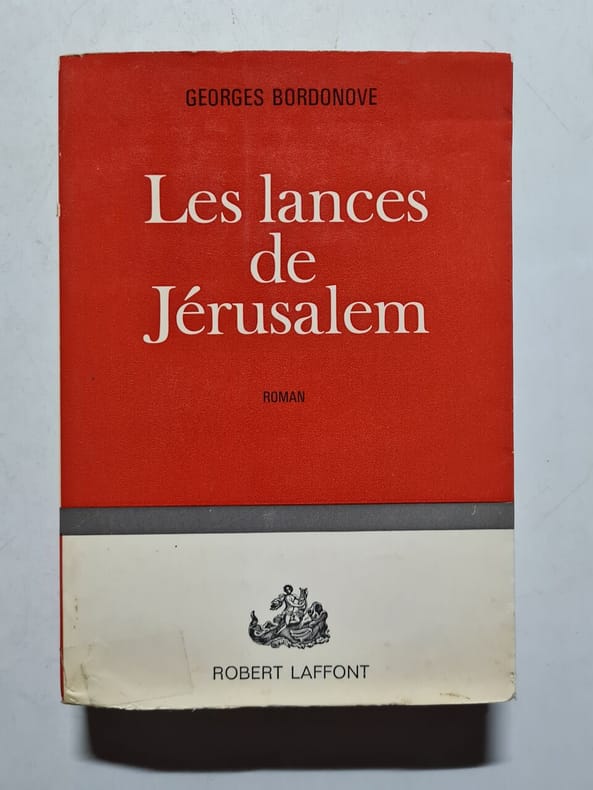 GEORGES BORDONOVE
Les lances
de
Jérusalem
ROMAN
ROBERT LAFFONT